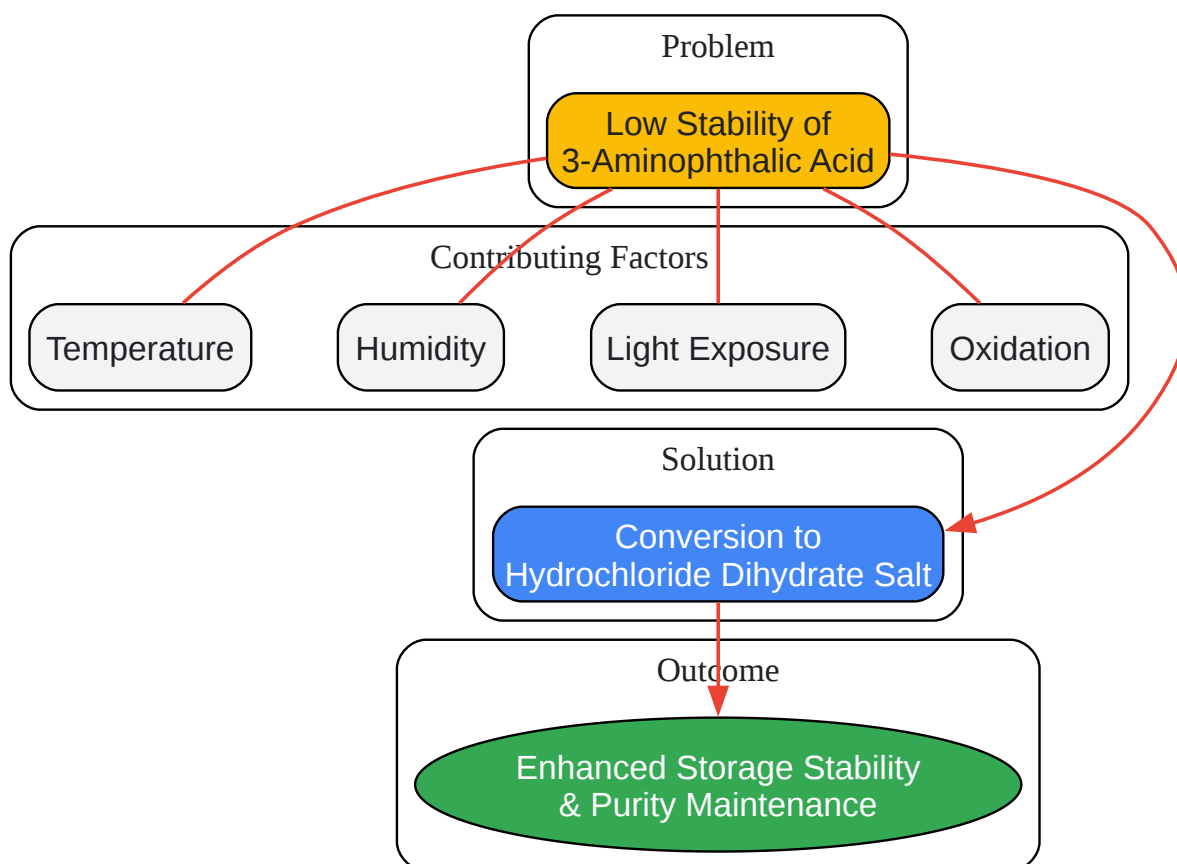 Problem
Low Stability of
3-Aminophthalic Acid
Contributing Factors
Temperature
Humidity
Light Exposure
Oxidation
Solution
Conversion to
Hydrochloride Dihydrate Salt
Outcome
Enhanced Storage Stability
& Purity Maintenance